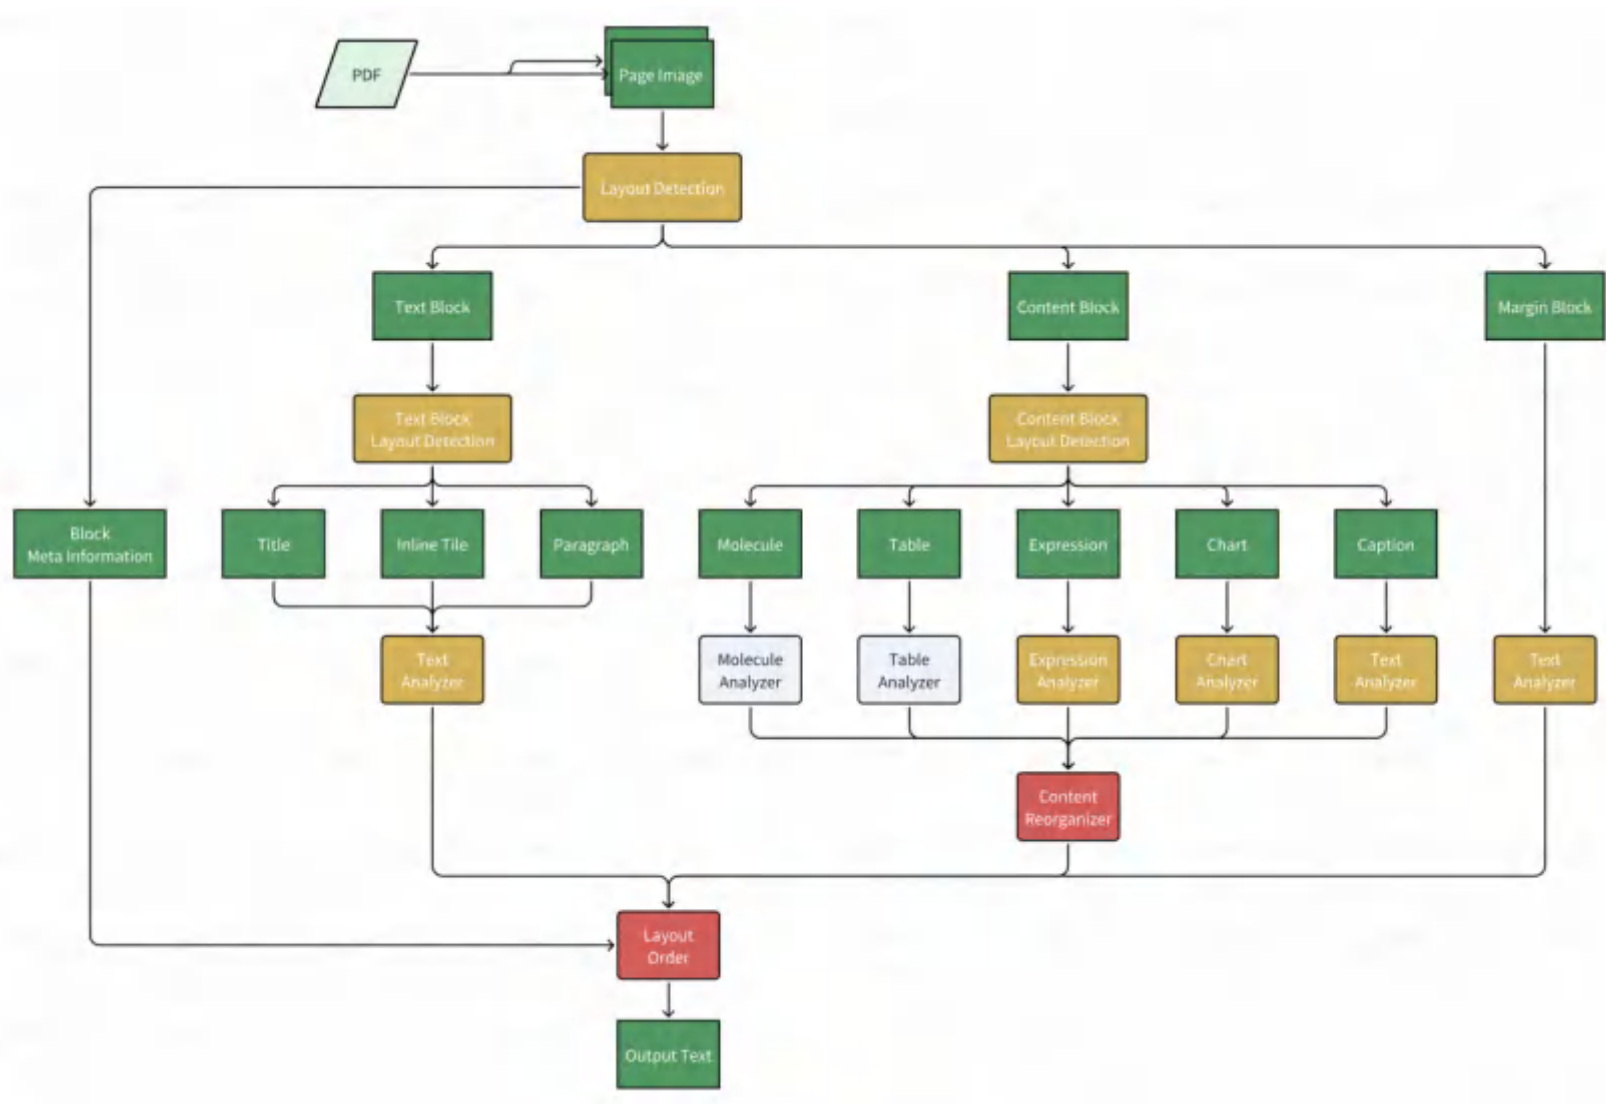 PDF
Page Image
Layout Detection
Text Block
Content Block
Margin Block
Text Block
Layout Detection
Content Block
Layout Detection
Block
Meta Information
Title
Inline Tile
Paragraph
Molecule
Table
Expression
Chart
Caption
Text
Analyzer
Molecule
Analyzer
Table
Analyzer
Expression
Analyzer
Chart
Analyzer
Text
Analyzer
Text
Analyzer
Content
Reorganizer
Layout
Order
Output Text